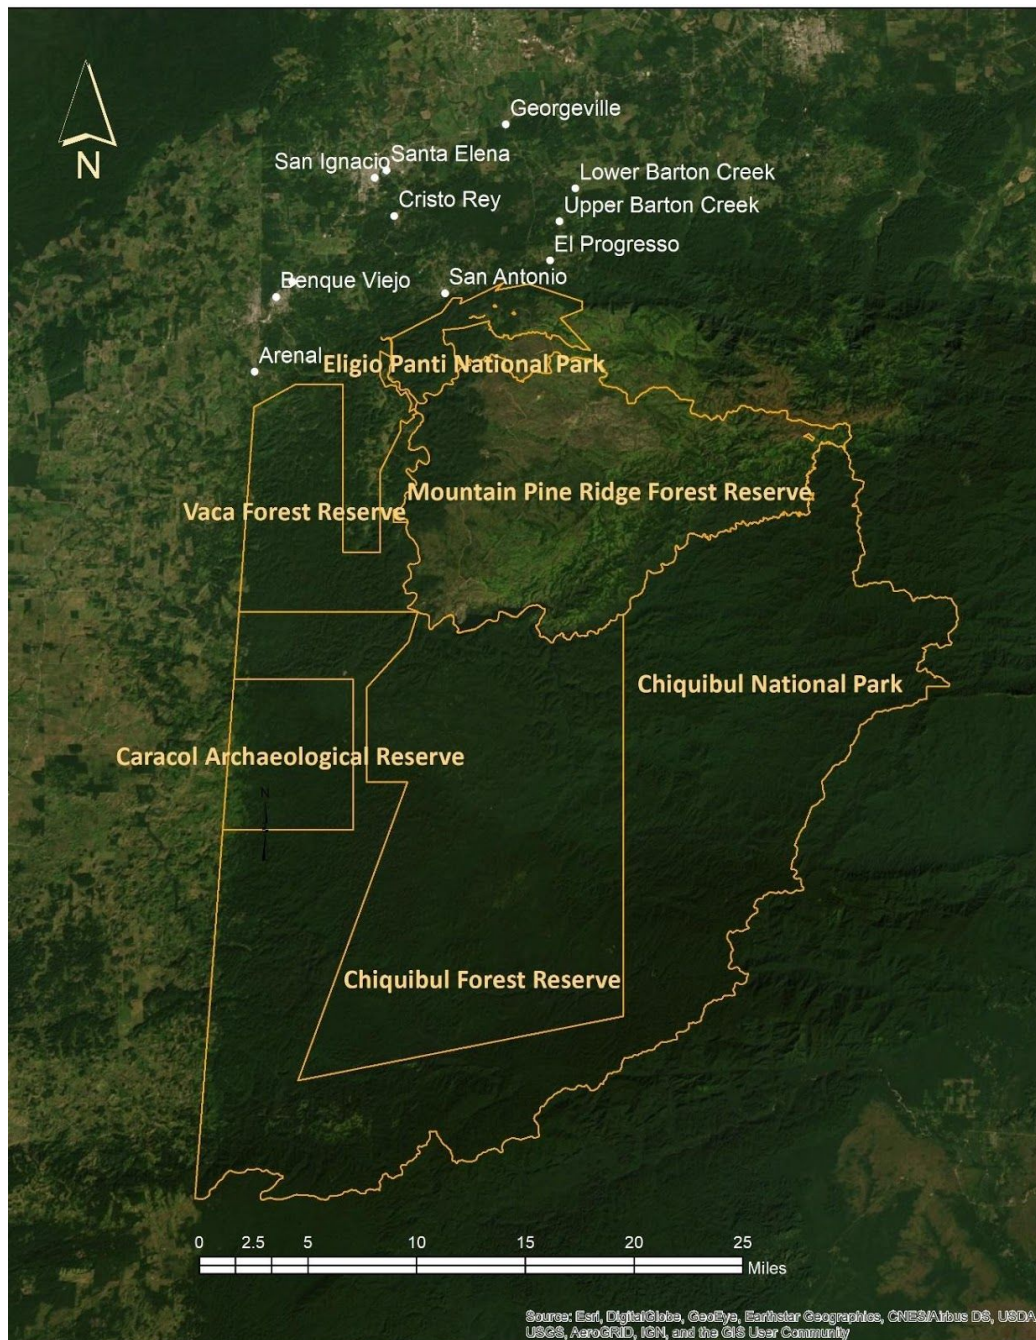 N
Georgeville
Santa Elena
San Ignacio
Lower Barton Creek
Cristo Rey
Upper Barton Creek
El Progresso
San Antonio
Benque Viejo
Arenal
Eligio Panti National Park
Mountain Pine Ridge Forest Reserve
Vaca Forest Reserve
Chiquibul National Park
Caracol Archaeological Reserve
N
Chiquibul Forest Reserve
0 2.5 5 10 15 20 25
Miles
Source: Esri, DigitalGlobe, GeoEye, Earthstar Geographics, CNES/Airbus DS, USDA,
USGS, AeroGRID, IGN, and the GIS User Community